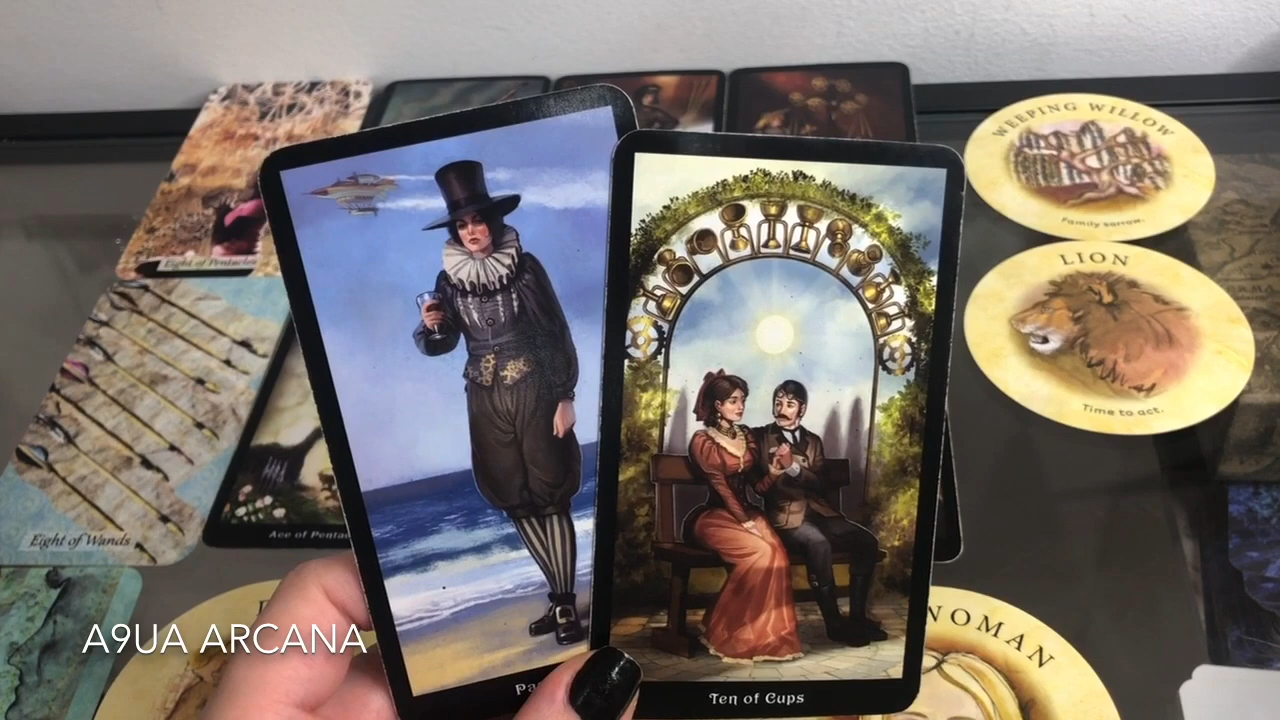 WEEPING WILLOW
Family sorrow.
Eight of Pentacles
LION
Time to act.
Eight of Wands
Ace of Penta
A9UA ARCANA
WOMAN
Ten of Cups